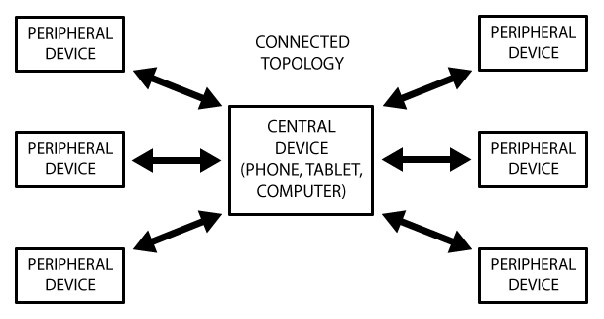 PERIPHERAL
DEVICE
CONNECTED
TOPOLOGY
PERIPHERAL
DEVICE
PERIPHERAL
DEVICE
CENTRAL
DEVICE
(PHONE, TABLET,
COMPUTER)
PERIPHERAL
DEVICE
PERIPHERAL
DEVICE
PERIPHERAL
DEVICE